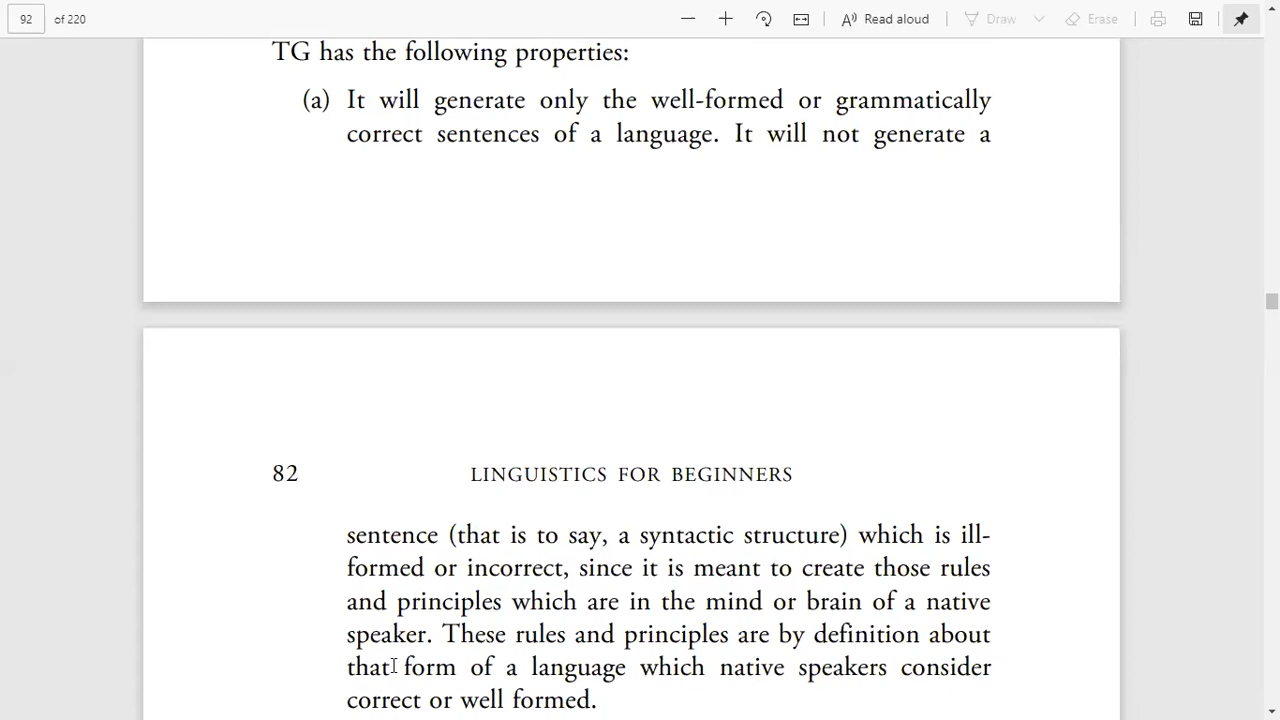 92 of 220 Read aloud Draw Erase
TG has the following properties:
(a) It will generate only the well-formed or grammatically
correct sentences of a language. It will not generate a
82 LINGUISTICS FOR BEGINNERS
sentence (that is to say, a syntactic structure) which is ill-
formed or incorrect, since it is meant to create those rules
and principles which are in the mind or brain of a native
speaker. These rules and principles are by definition about
that form of a language which native speakers consider
correct or well formed.